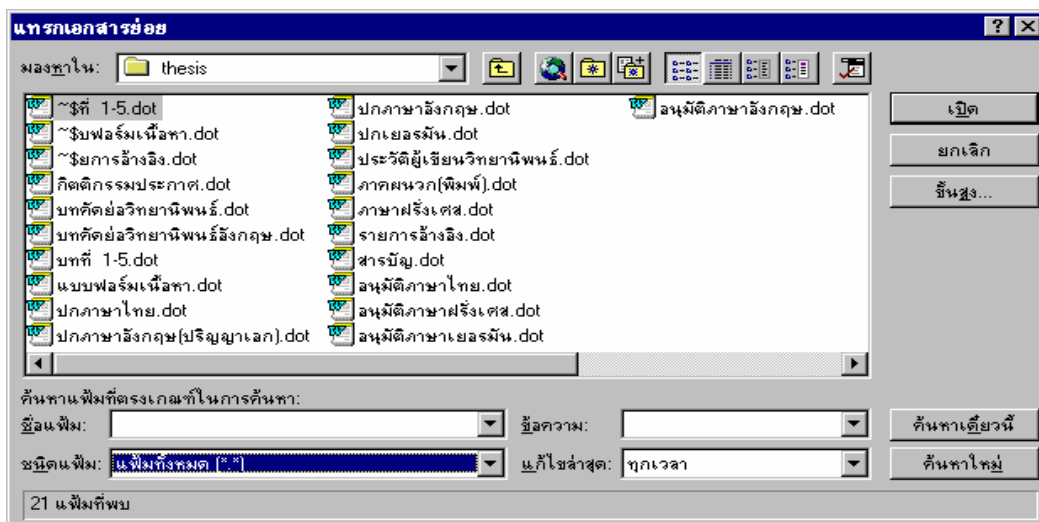 แทรกเอกสารย่อย
มองหาใน: thesis
~$ที่ 1-5.dot
~$บฟอร์มเนื้อหา.dot
~$ยการอ้างอิง.dot
กิตติกรรมประกาศ.dot
บทคัดย่อวิทยานิพนธ์.dot
บทคัดย่อวิทยานิพนธ์อังกฤษ.dot
บทที่ 1-5.dot
แบบฟอร์มเนื้อหา.dot
ปกภาษาไทย.dot
ปกภาษาอังกฤษ(ปริญญาเอก).dot
ปกภาษาอังกฤษ.dot
ปกเยอรมัน.dot
ประวัติผู้เขียนวิทยานิพนธ์.dot
ภาคผนวก(พิมพ์).dot
ภาษาฝรั่งเศส.dot
รายการอ้างอิง.dot
สารบัญ.dot
อนุมัติภาษาไทย.dot
อนุมัติภาษาฝรั่งเศส.dot
อนุมัติภาษาเยอรมัน.dot
อนุมัติภาษาอังกฤษ.dot
เปิด
ยกเลิก
ขั้นสูง...
ค้นหาแฟ้มที่ตรงเกณฑ์ในการค้นหา:
ชื่อแฟ้ม: ข้อความ: ค้นหาเดี๋ยวนี้
ชนิดแฟ้ม: แฟ้มทั้งหมด (*.*) แก้ไขล่าสุด: ทุกเวลา ค้นหาใหม่
21 แฟ้มที่พบ